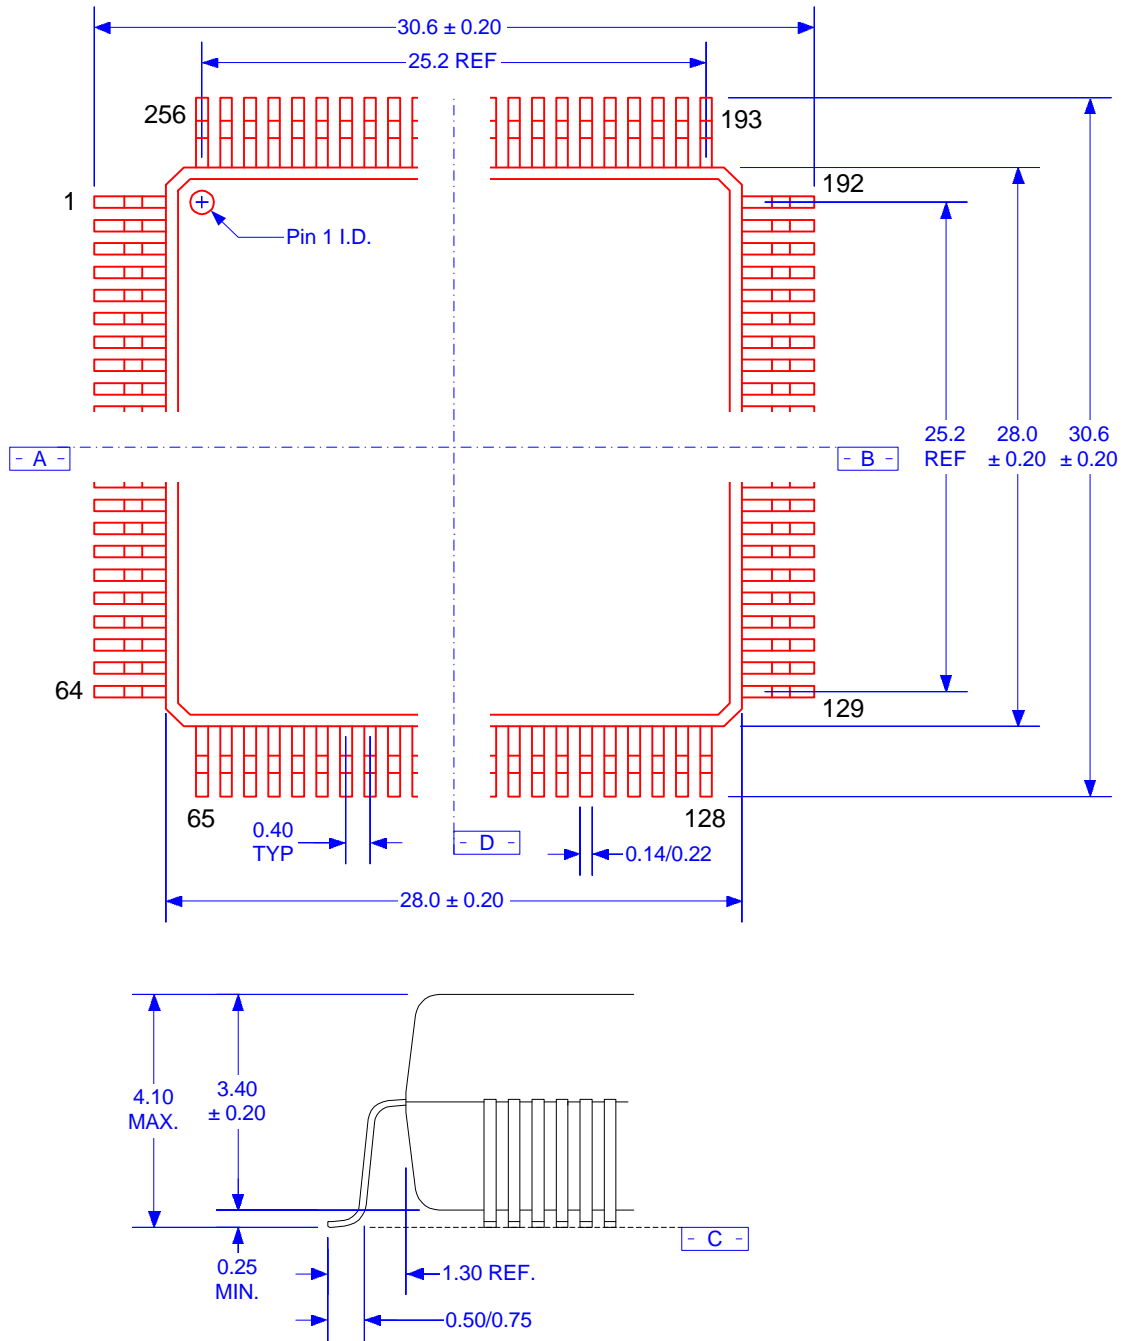 30.6 ± 0.20
25.2 REF
256
193
1
192
Pin 1 I.D.
- A -
- B -
25.2
REF
28.0
± 0.20
30.6
± 0.20
64
129
65
128
0.40
TYP
- D -
0.14/0.22
28.0 ± 0.20
4.10
MAX.
3.40
± 0.20
- C -
0.25
MIN.
1.30 REF.
0.50/0.75